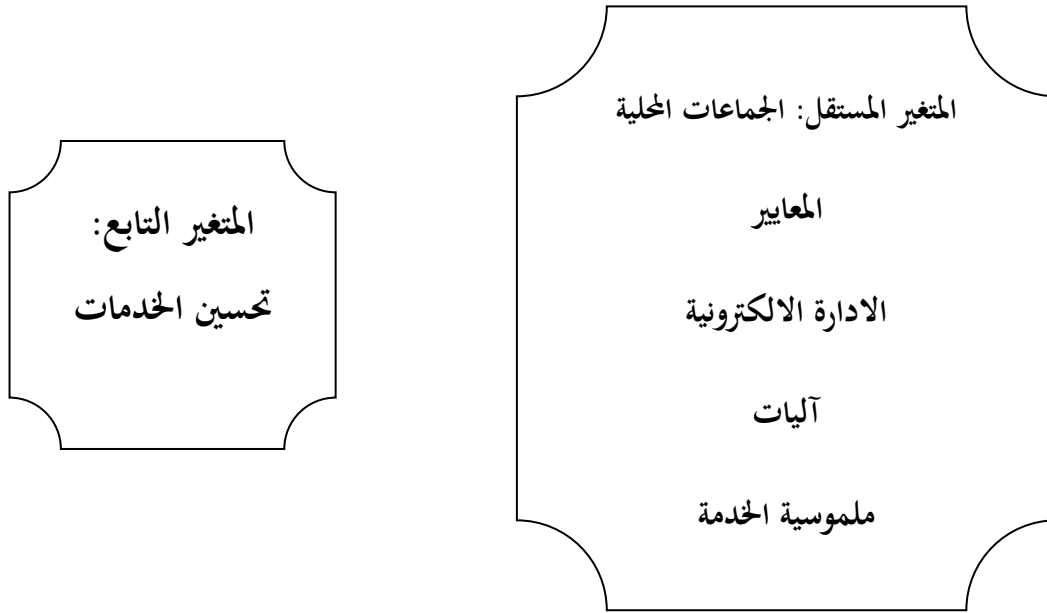 المتغير المستقل: الجماعات المحلية
المعايير
الادارة الالكترونية
آليات
ملموسية الخدمة
المتغير التابع:
تحسين الخدمات